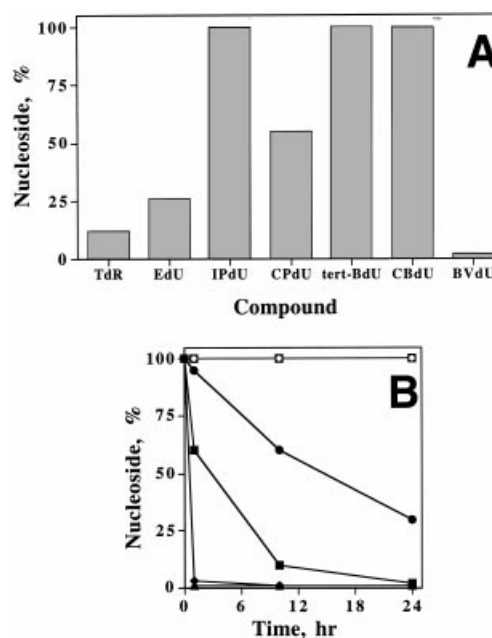 100
A
75
50
25
0
Nucleoside, %
TdR EdU IPdU CPdU tert-BdU CBdU BVdU
Compound
100
B
75
50
25
0
Nucleoside, %
0 6 12 18 24
Time, hr